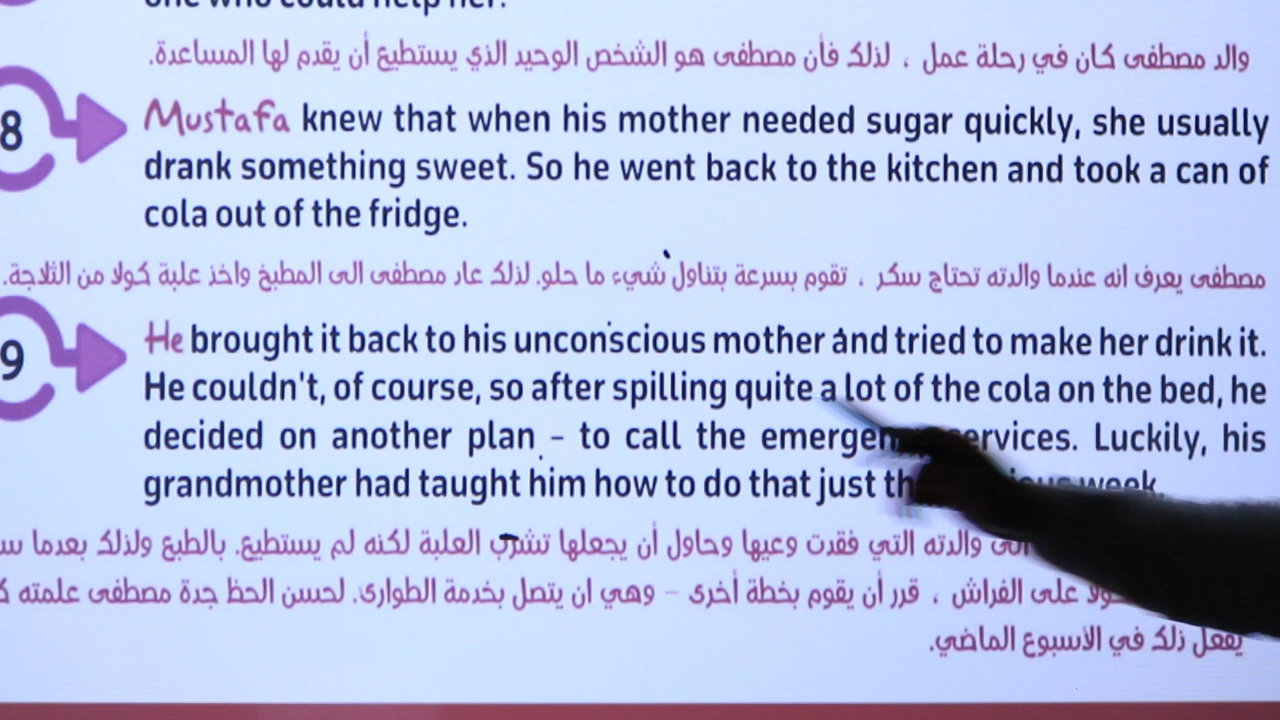 one who could help her.
والد مصطفى كان في رحلة عمل ، لذلك فأن مصطفى هو الشخص الوحيد الذي يستطيع أن يقدم لها المساعدة.
8
Mustafa knew that when his mother needed sugar quickly, she usually
drank something sweet. So he went back to the kitchen and took a can of
cola out of the fridge.
مصطفى يعرف انه عندما والدته تحتاج سكر ، تقوم بسرعة بتناول شيء ما حلو. لذلك عاد مصطفى الى المطبخ واخذ علبة كولا من الثلاجة.
9
He brought it back to his unconscious mother and tried to make her drink it.
He couldn't, of course, so after spilling quite a lot of the cola on the bed, he
decided on another plan - to call the services. Luckily, his
grandmother had taught him how to do that just week.
والدته التي فقدت وعيها وحاول أن يجعلها تشرب العلبة لكنه لم يستطيع. بالطبع ولذلك بعدما
على الفراش ، قرر أن يقوم بخطة أخرى - وهي ان يتصل بخدمة الطوارى. لحسن الحظ جدة مصطفى علمته
يفعل ذلك في الأسبوع الماضي.